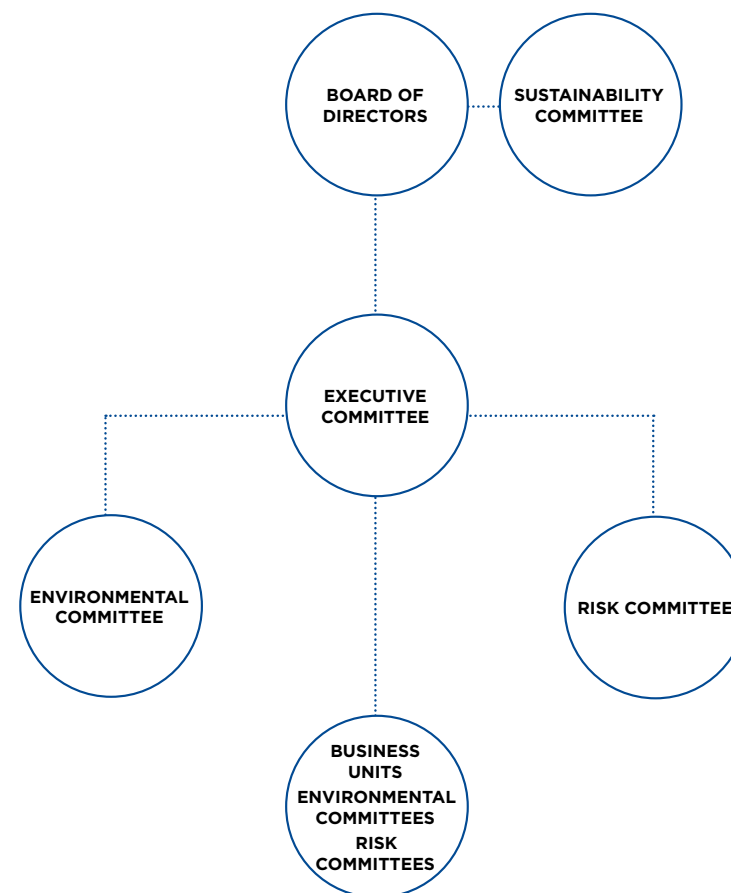 BOARD OF
DIRECTORS
SUSTAINABILITY
COMMITTEE
EXECUTIVE
COMMITTEE
ENVIRONMENTAL
COMMITTEE
RISK COMMITTEE
BUSINESS
UNITS
ENVIRONMENTAL
COMMITTEES
RISK
COMMITTEES